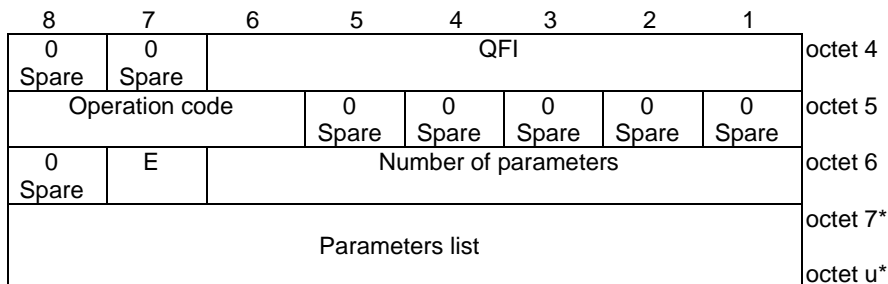 8 7 6 5 4 3 2 1
0 0 QFI octet 4
Spare Spare
Operation code 0 0 0 0 0 octet 5
Spare Spare Spare Spare Spare
0 E Number of parameters octet 6
Spare
octet 7*
Parameters list
octet u*